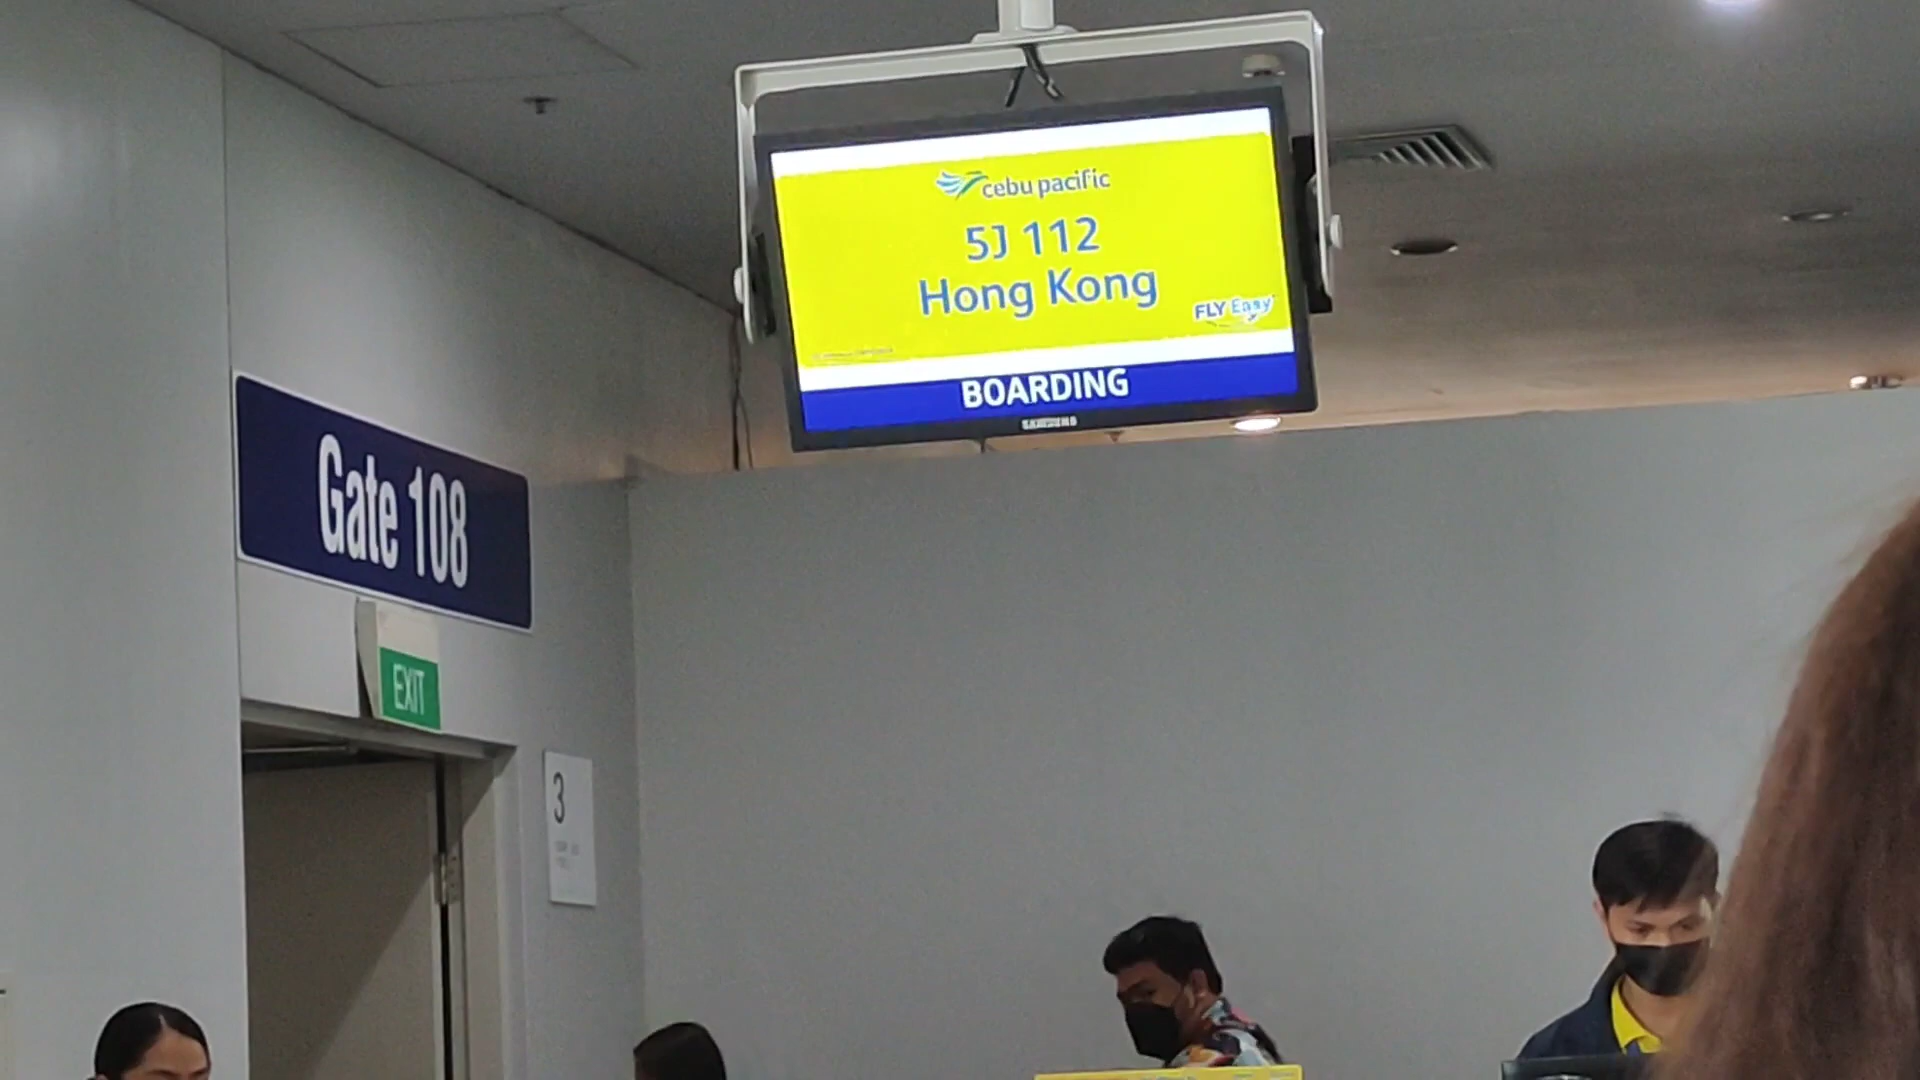 cebu pacific
5J 112
Hong Kong
FLY Easy
BOARDING
SAMSUNG
Gate 108
EXIT
3